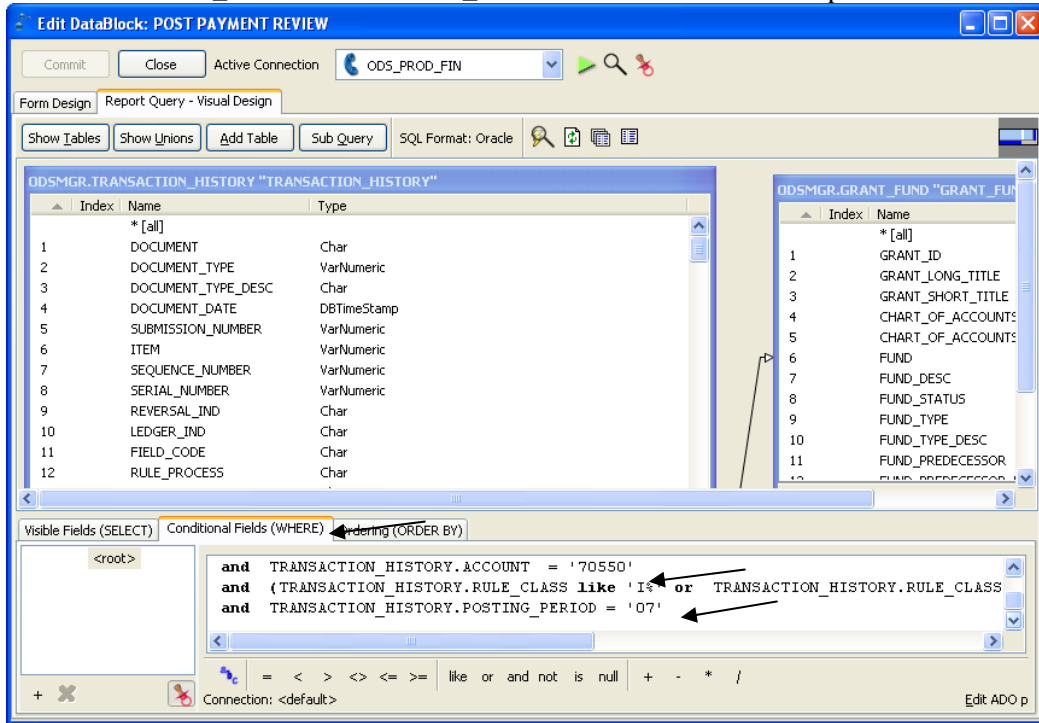 Edit DataBlock: POST PAYMENT REVIEW
Commit Close Active Connection ODS_PROD_FIN
Form Design Report Query - Visual Design
Show Tables Show Unions Add Table Sub Query SQL Format: Oracle
ODSMGR.TRANSACTION_HISTORY "TRANSACTION_HISTORY"
Index Name Type
* [all]
1 DOCUMENT Char
2 DOCUMENT_TYPE VarNumeric
3 DOCUMENT_TYPE_DESC Char
4 DOCUMENT_DATE DBTimeStamp
5 SUBMISSION_NUMBER VarNumeric
6 ITEM VarNumeric
7 SEQUENCE_NUMBER VarNumeric
8 SERIAL_NUMBER VarNumeric
9 REVERSAL_IND Char
10 LEDGER_IND Char
11 FIELD_CODE Char
12 RULE_PROCESS Char
ODSMGR.GRANT_FUND "GRANT_FUN
Index Name
* [all]
1 GRANT_ID
2 GRANT_LONG_TITLE
3 GRANT_SHORT_TITLE
4 CHART_OF_ACCOUNTS
5 CHART_OF_ACCOUNTS
6 FUND
7 FUND_DESC
8 FUND_STATUS
9 FUND_TYPE
10 FUND_TYPE_DESC
11 FUND_PREDECESSOR
Visible Fields (SELECT) Conditional Fields (WHERE) Ordering (ORDER BY)
<root>
and TRANSACTION_HISTORY.ACCOUNT = '70550'
and (TRANSACTION_HISTORY.RULE_CLASS like 'I%' or TRANSACTION_HISTORY.RULE_CLASS
and TRANSACTION_HISTORY.POSTING_PERIOD = '07'
= < > <> <= >= like or and not is null + - * /
+ Connection: <default> Edit ADO p